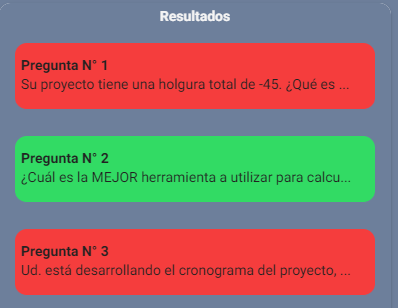 Resultados
Pregunta N° 1
Su proyecto tiene una holgura total de -45. ¿Qué es ...
Pregunta N° 2
¿Cuál es la MEJOR herramienta a utilizar para calcu...
Pregunta N° 3
Ud. está desarrollando el cronograma del proyecto, ...